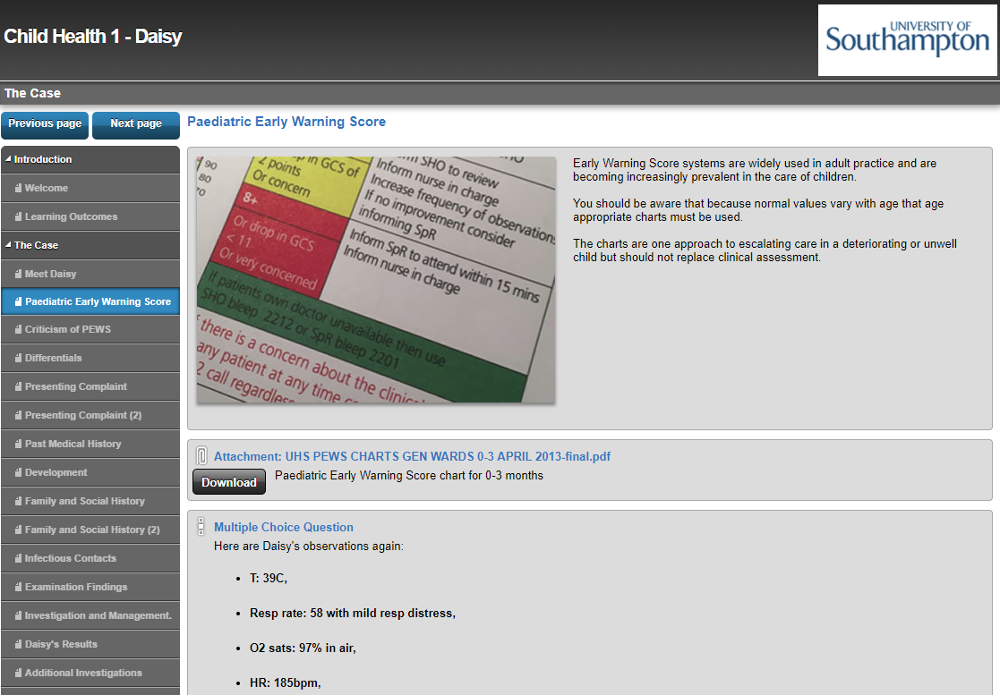 Child Health 1 - Daisy
UNIVERSITY OF
Southampton
The Case
Previous page
Next page
Introduction
Welcome
Learning Outcomes
The Case
Meet Daisy
Paediatric Early Warning Score
Criticism of PEWS
Differentials
Presenting Complaint
Presenting Complaint (2)
Past Medical History
Development
Family and Social History
Family and Social History (2)
Infectious Contacts
Examination Findings
Investigation and Management.
Daisy's Results
Additional Investigations
Paediatric Early Warning Score
90
80
70
in GCS of
2 points
Or concern
8+
Or drop in GCS
< 11
Or very concerned
SHO to review
Inform nurse in charge
Increase frequency of observations
If no improvement consider
informing SpR
Inform SpR to attend within 15 mins
Inform nurse in charge
If patients own doctor unavailable then use
SHO bleep 2212 or SpR bleep 2201
there is a concern about the
any patient at any time
2 call regardless
Early Warning Score systems are widely used in adult practice and are
becoming increasingly prevalent in the care of children.
You should be aware that because normal values vary with age that age
appropriate charts must be used.
The charts are one approach to escalating care in a deteriorating or unwell
child but should not replace clinical assessment.
Attachment: UHS PEWS CHARTS GEN WARDS 0-3 APRIL 2013-final.pdf
Download
Paediatric Early Warning Score chart for 0-3 months
Multiple Choice Question
Here are Daisy's observations again:
• T: 39C,
• Resp rate: 58 with mild resp distress,
• O2 sats: 97% in air,
• HR: 185bpm,